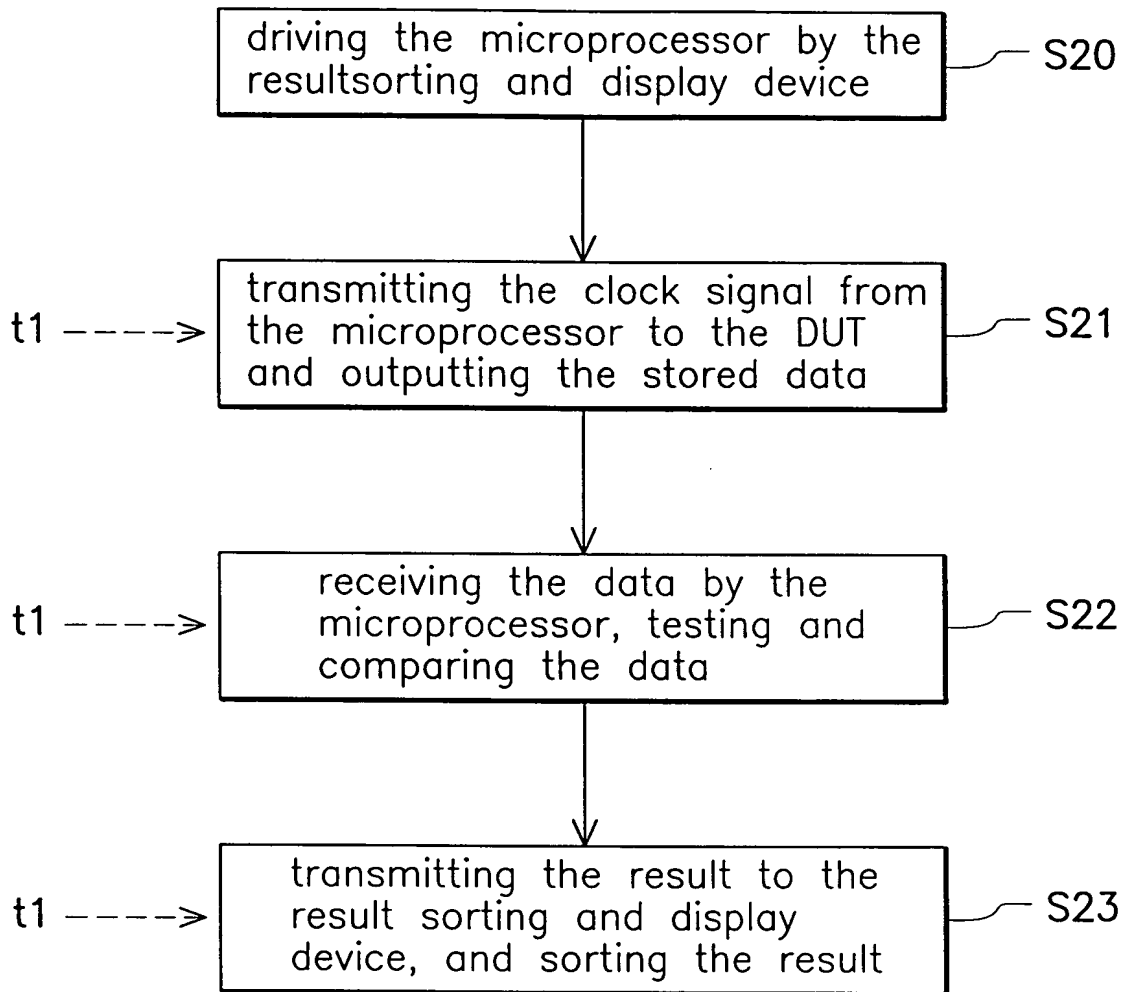 driving the microprocessor by the
resultsorting and display device
S20
transmitting the clock signal from
the microprocessor to the DUT
and outputting the stored data
t1
S21
receiving the data by the
microprocessor, testing and
comparing the data
t1
S22
transmitting the result to the
result sorting and display
device, and sorting the result
t1
S23